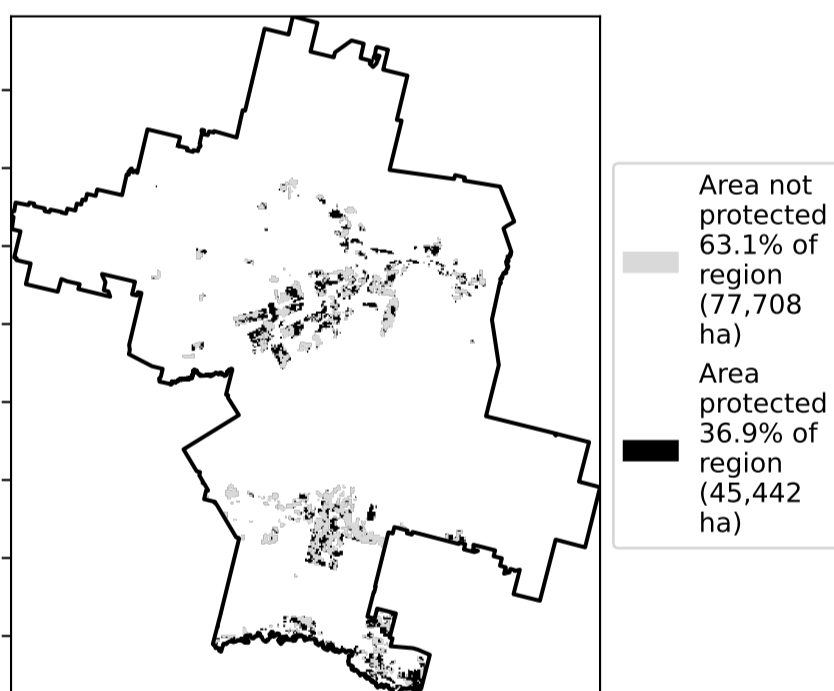 Area not
protected
63.1% of
region
(77,708
ha)
Area
protected
36.9% of
region
(45,442
ha)